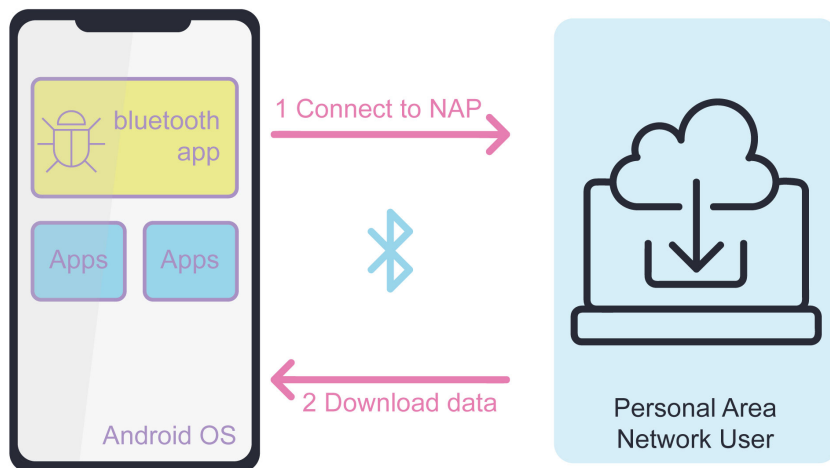 bluetooth
app
Apps
Apps
Android OS
1 Connect to NAP
2 Download data
Personal Area
Network User